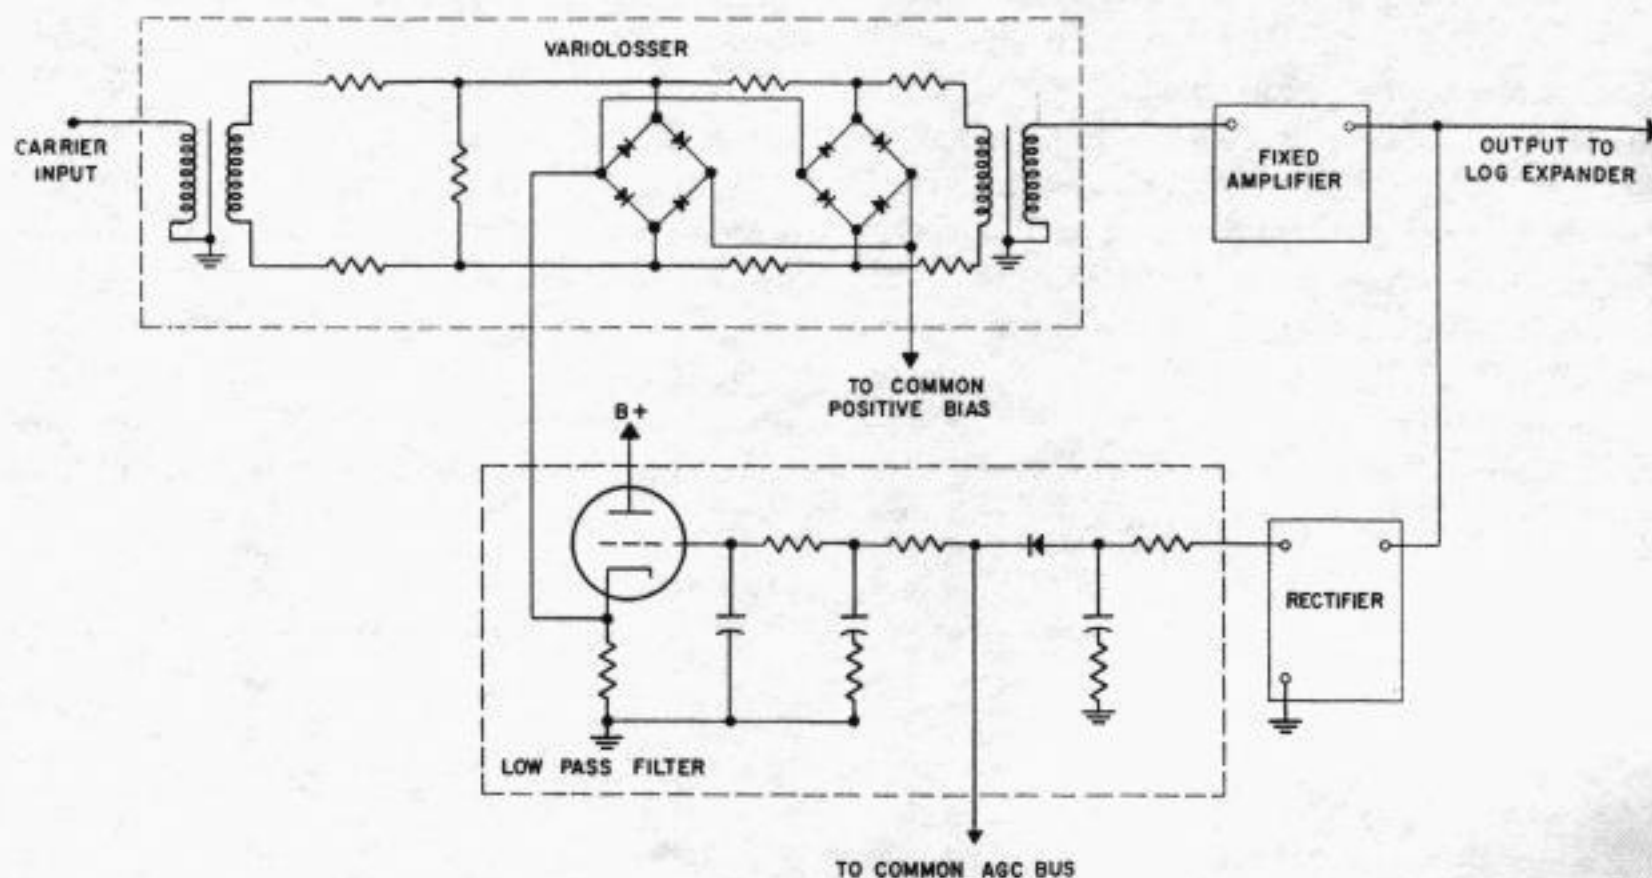 VARIOLOSSER
CARRIER
INPUT
FIXED
AMPLIFIER
OUTPUT TO
LOG EXPANDER
TO COMMON
POSITIVE BIAS
B+
RECTIFIER
LOW PASS FILTER
TO COMMON AGC BUS